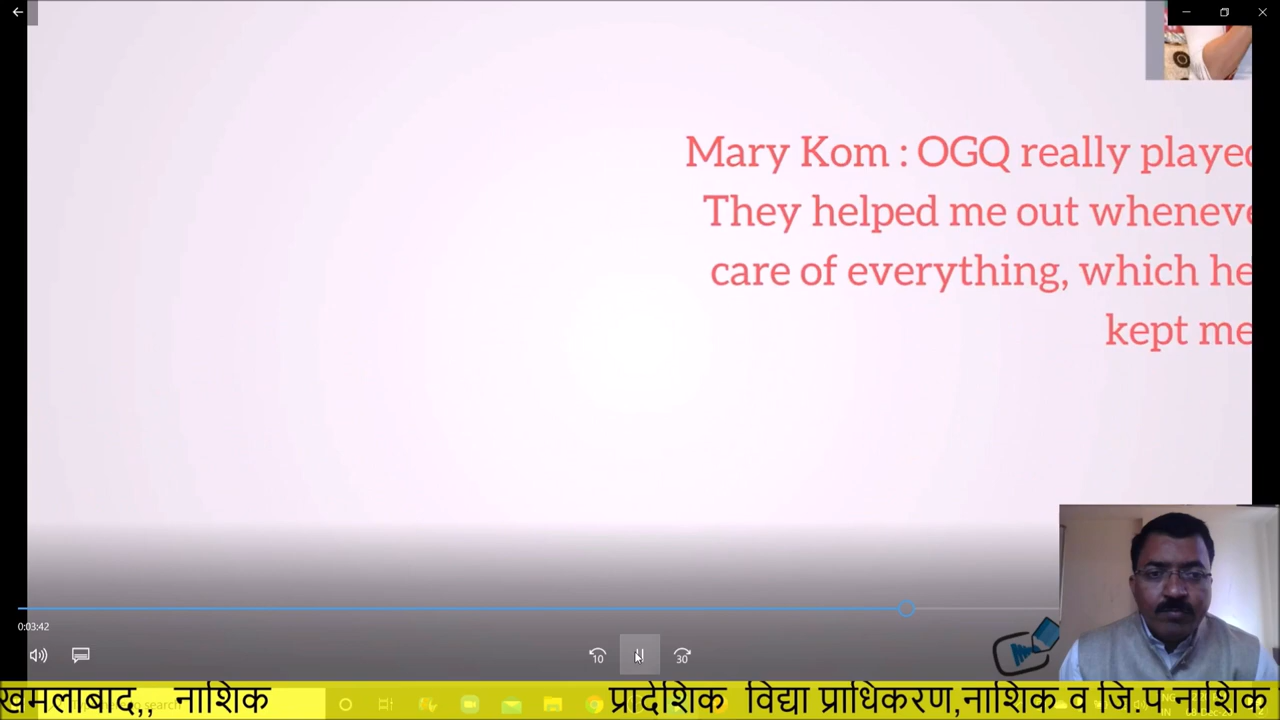 Mary Kom : OGQ really played
They helped me out wheneve
care of everything, which he
kept me
0:03:42
10
30
खमलाबाद,, नाशिक प्रादेशिक विद्या प्राधिकरण,नाशिक व जि.प नाशिक